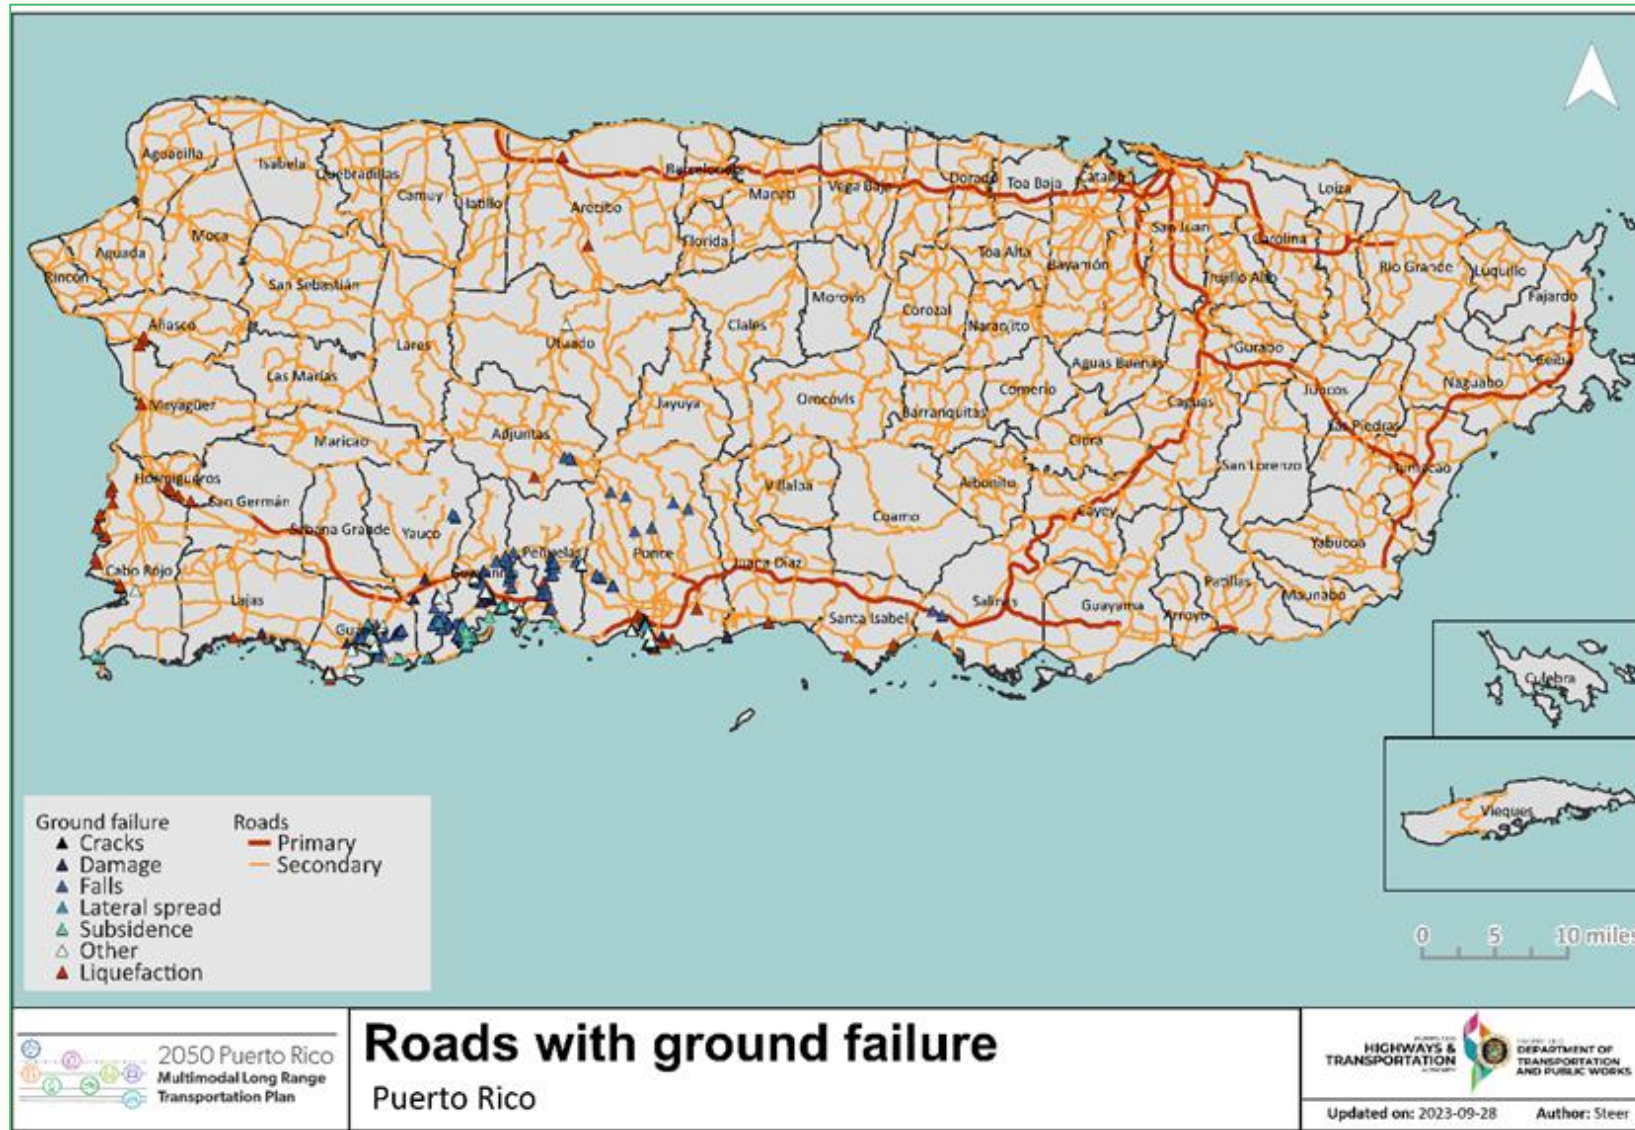 Aguadilla
Isabela
Quebradillas
Camuy
Hatillo
Arecibo
Barceloneta
Manatí
Vega Baja
Dorado
Toa Baja
Cataño
Loiza
San Juan
Carolina
Moca
Aguada
Rincón
Florida
Toa Alta
Bayamón
Trujillo Alto
Rio Grande
Luquillo
Fajardo
San Sebastián
Morovis
Corozal
Naranjito
Ciales
Añasco
Lares
Utuado
Aguas Buenas
Gurabo
Ceiba
Las Marías
Naguabo
Juncos
Comerio
Orocovis
Jayuya
Mayagüez
Barranquitas
Caguas
Las Piedras
Maricao
Adjuntas
Cidra
San Lorenzo
Humacao
Hormigueros
San Germán
Villalba
Aibonito
Coamo
Cayey
Sabana Grande
Yauco
Peñuelas
Ponce
Juana Díaz
Yabucoa
Cabo Rojo
Lajas
Patillas
Maunabo
Salinas
Guayama
Arroyo
Santa Isabel
Culebra
Vieques
Ground failure
Cracks
Damage
Falls
Lateral spread
Subsidence
Other
Liquefaction
Roads
Primary
Secondary
0 5 10 miles
2050 Puerto Rico
Multimodal Long Range
Transportation Plan
Roads with ground failure
Puerto Rico
HIGHWAYS &
TRANSPORTATION
DEPARTMENT OF
TRANSPORTATION
AND PUBLIC WORKS
Updated on: 2023-09-28 Author: Steer